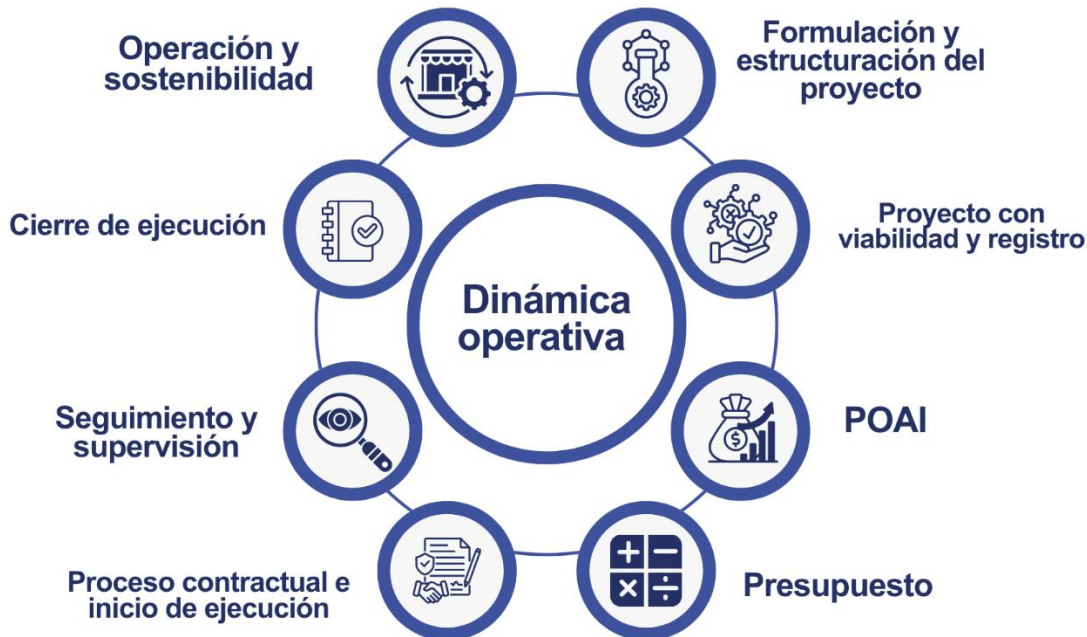 Operación y
sostenibilidad
Formulación y
estructuración del
proyecto
Cierre de ejecución
Proyecto con
viabilidad y registro
Dinámica
operativa
Seguimiento y
supervisión
POAI
Proceso contractual e
inicio de ejecución
Presupuesto